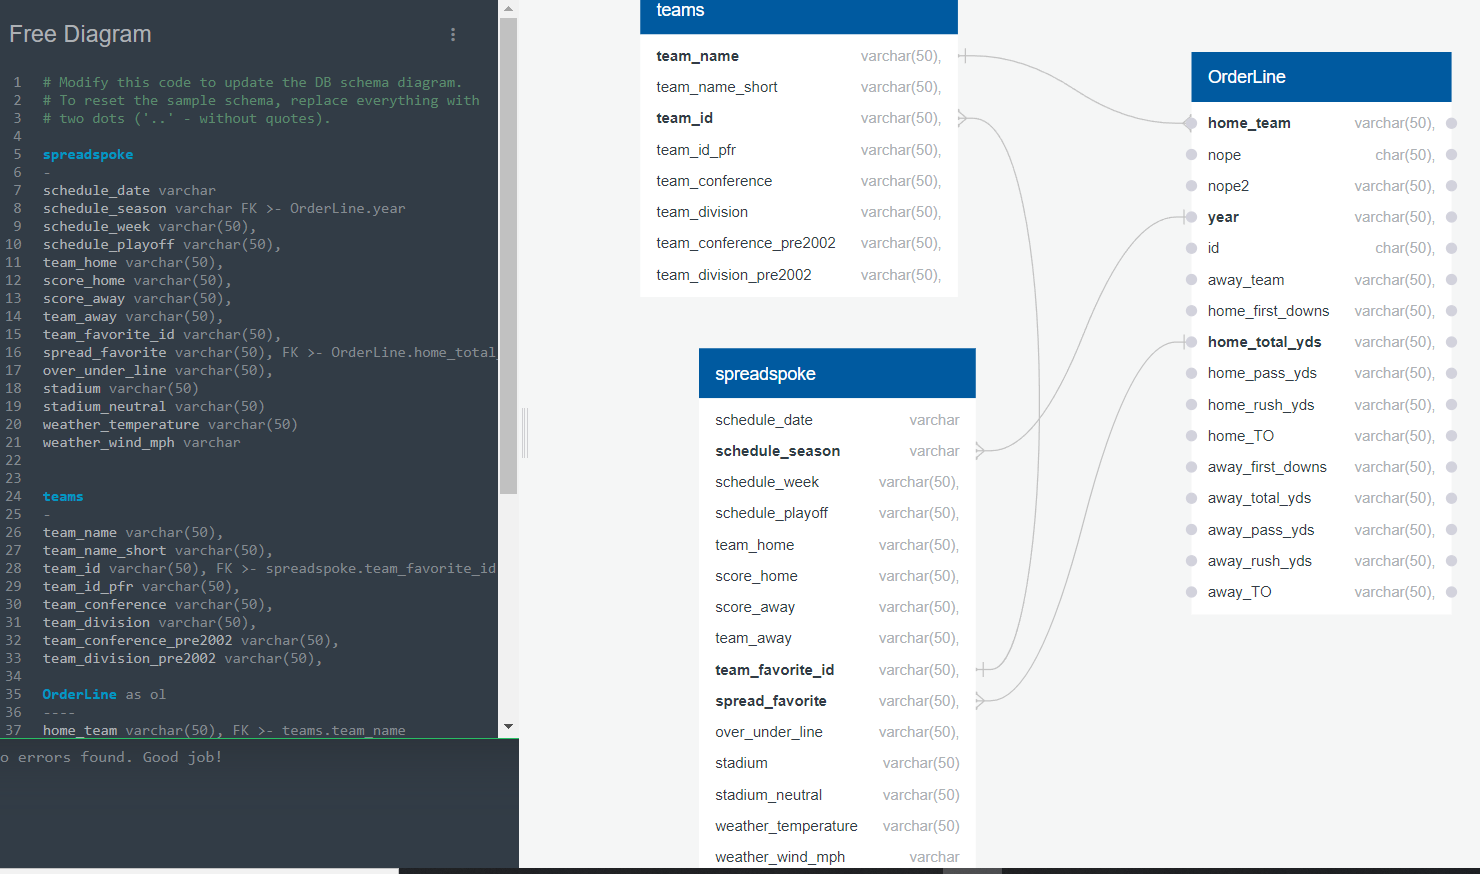 Free Diagram
1 # Modify this code to update the DB schema diagram.
2 # To reset the sample schema, replace everything with
3 # two dots ('..' - without quotes).
4
5 spreadspoke
6 -
7 schedule_date varchar
8 schedule_season varchar FK >- OrderLine.year
9 schedule_week varchar(50),
10 schedule_playoff varchar(50),
11 team_home varchar(50),
12 score_home varchar(50),
13 score_away varchar(50),
14 team_away varchar(50),
15 team_favorite_id varchar(50),
16 spread_favorite varchar(50), FK >- OrderLine.home_total_
17 over_under_line varchar(50),
18 stadium varchar(50)
19 stadium_neutral varchar(50)
20 weather_temperature varchar(50)
21 weather_wind_mph varchar
22
23
24 teams
25 -
26 team_name varchar(50),
27 team_name_short varchar(50),
28 team_id varchar(50), FK >- spreadspoke.team_favorite_id
29 team_id_pfr varchar(50),
30 team_conference varchar(50),
31 team_division varchar(50),
32 team_conference_pre2002 varchar(50),
33 team_division_pre2002 varchar(50),
34
35 OrderLine as ol
36 ----
37 home_team varchar(50), FK >- teams.team_name
o errors found. Good job!
teams
team_name varchar(50),
team_name_short varchar(50),
team_id varchar(50),
team_id_pfr varchar(50),
team_conference varchar(50),
team_division varchar(50),
team_conference_pre2002 varchar(50),
team_division_pre2002 varchar(50),
spreadspoke
schedule_date varchar
schedule_season varchar
schedule_week varchar(50),
schedule_playoff varchar(50),
team_home varchar(50),
score_home varchar(50),
score_away varchar(50),
team_away varchar(50),
team_favorite_id varchar(50),
spread_favorite varchar(50),
over_under_line varchar(50),
stadium varchar(50)
stadium_neutral varchar(50)
weather_temperature varchar(50)
weather_wind_mph varchar
OrderLine
home_team varchar(50),
nope char(50),
nope2 varchar(50),
year varchar(50),
id char(50),
away_team varchar(50),
home_first_downs varchar(50),
home_total_yds varchar(50),
home_pass_yds varchar(50),
home_rush_yds varchar(50),
home_TO varchar(50),
away_first_downs varchar(50),
away_total_yds varchar(50),
away_pass_yds varchar(50),
away_rush_yds varchar(50),
away_TO varchar(50),